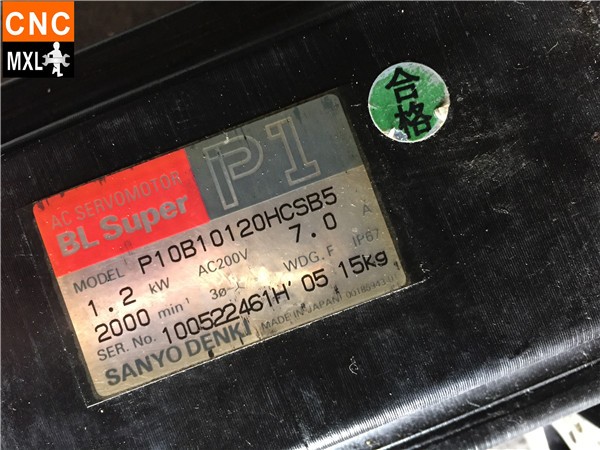 CNC
MXL
合格
AC SERVOMOTOR
BL Super P1
MODEL P10B10120HCSB5
1.2 kW AC200V 7.0 A
2000 min⁻¹ 3ø~ WDG. F IP67
SER. No. 100522461H' 05 15kg
SANYO DENKI MADE IN JAPAN